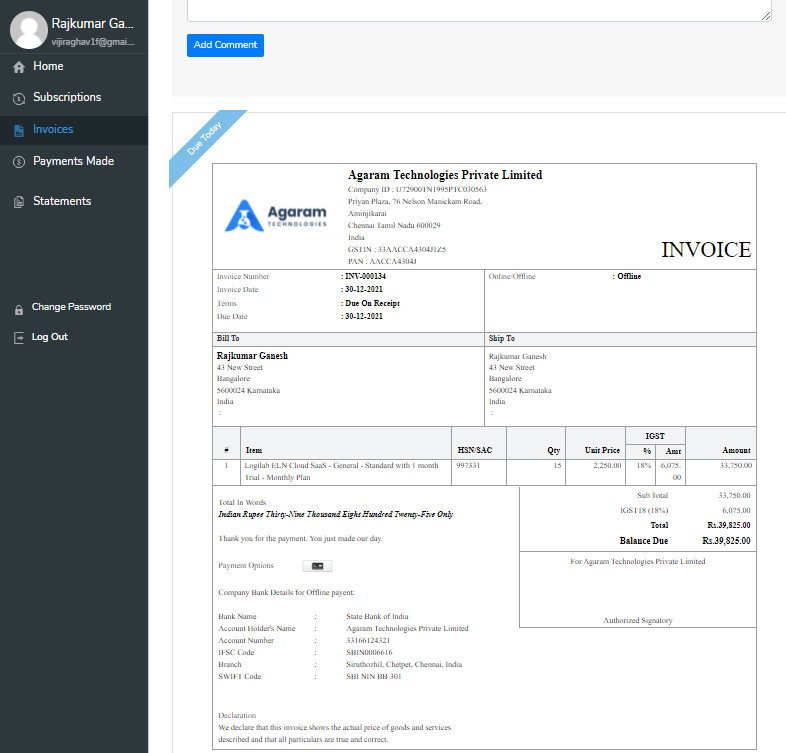 Rajkumar Ga...
vijiraghav1f@gmai...
Home
Subscriptions
Invoices
Payments Made
Statements
Change Password
Log Out
Add Comment
Due Today
Agaram
TECHNOLOGIES
Agaram Technologies Private Limited
Company ID : U72900TN1995PTC030563
Priyan Plaza, 76 Nelson Manickam Road,
Aminjikarai
Chennai Tamil Nadu 600029
India
GSTIN : 33AACCA4304J1Z5
PAN : AACCA4304J
INVOICE
Invoice Number : INV-000134
Invoice Date : 30-12-2021
Terms : Due On Receipt
Due Date : 30-12-2021
Online/Offline : Offline
Bill To
Rajkumar Ganesh
43 New Street
Bangalore
5600024 Karnataka
India
:
Ship To
Rajkumar Ganesh
43 New Street
Bangalore
5600024 Karnataka
India
:
IGST
# Item HSN/SAC Qty Unit Price % Amt Amount
1 Logilab ELN Cloud SaaS - General - Standard with 1 month 997331 15 2,250.00 18% 6,075. 33,750.00
Trial - Monthly Plan 00
Sub Total 33,750.00
IGST18 (18%) 6,075.00
Total Rs.39,825.00
Balance Due Rs.39,825.00
Total In Words
Indian Rupee Thirty-Nine Thousand Eight Hundred Twenty-Five Only
Thank you for the payment. You just made our day.
Payment Options
Company Bank Details for Offline payent:
Bank Name : State Bank of India
Account Holder's Name : Agaram Technologies Private Limited
Account Number : 33166124321
IFSC Code : SBIN0006616
Branch : Siruthozhil, Chetpet, Chennai, India
SWIFT Code : SBI NIN BB 301
For Agaram Technologies Private Limited
Authorized Signatory
Declaration
We declare that this invoice shows the actual price of goods and services
described and that all particulars are true and correct.